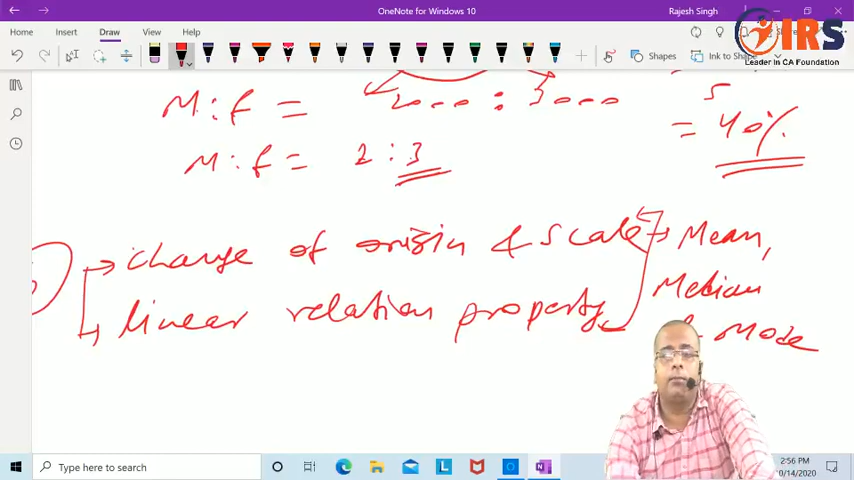 OneNote for Windows 10
Rajesh Singh
Home Insert Draw View Help
Shapes
Ink to Shape
IRS
Leader In CA Foundation
M:f = 2000 : 3000
5
= 40%
M:f = 2:3
change of origin & Scale → Mean,
linear relation property
Median
& Mode
Type here to search
2:56 PM
10/14/2020